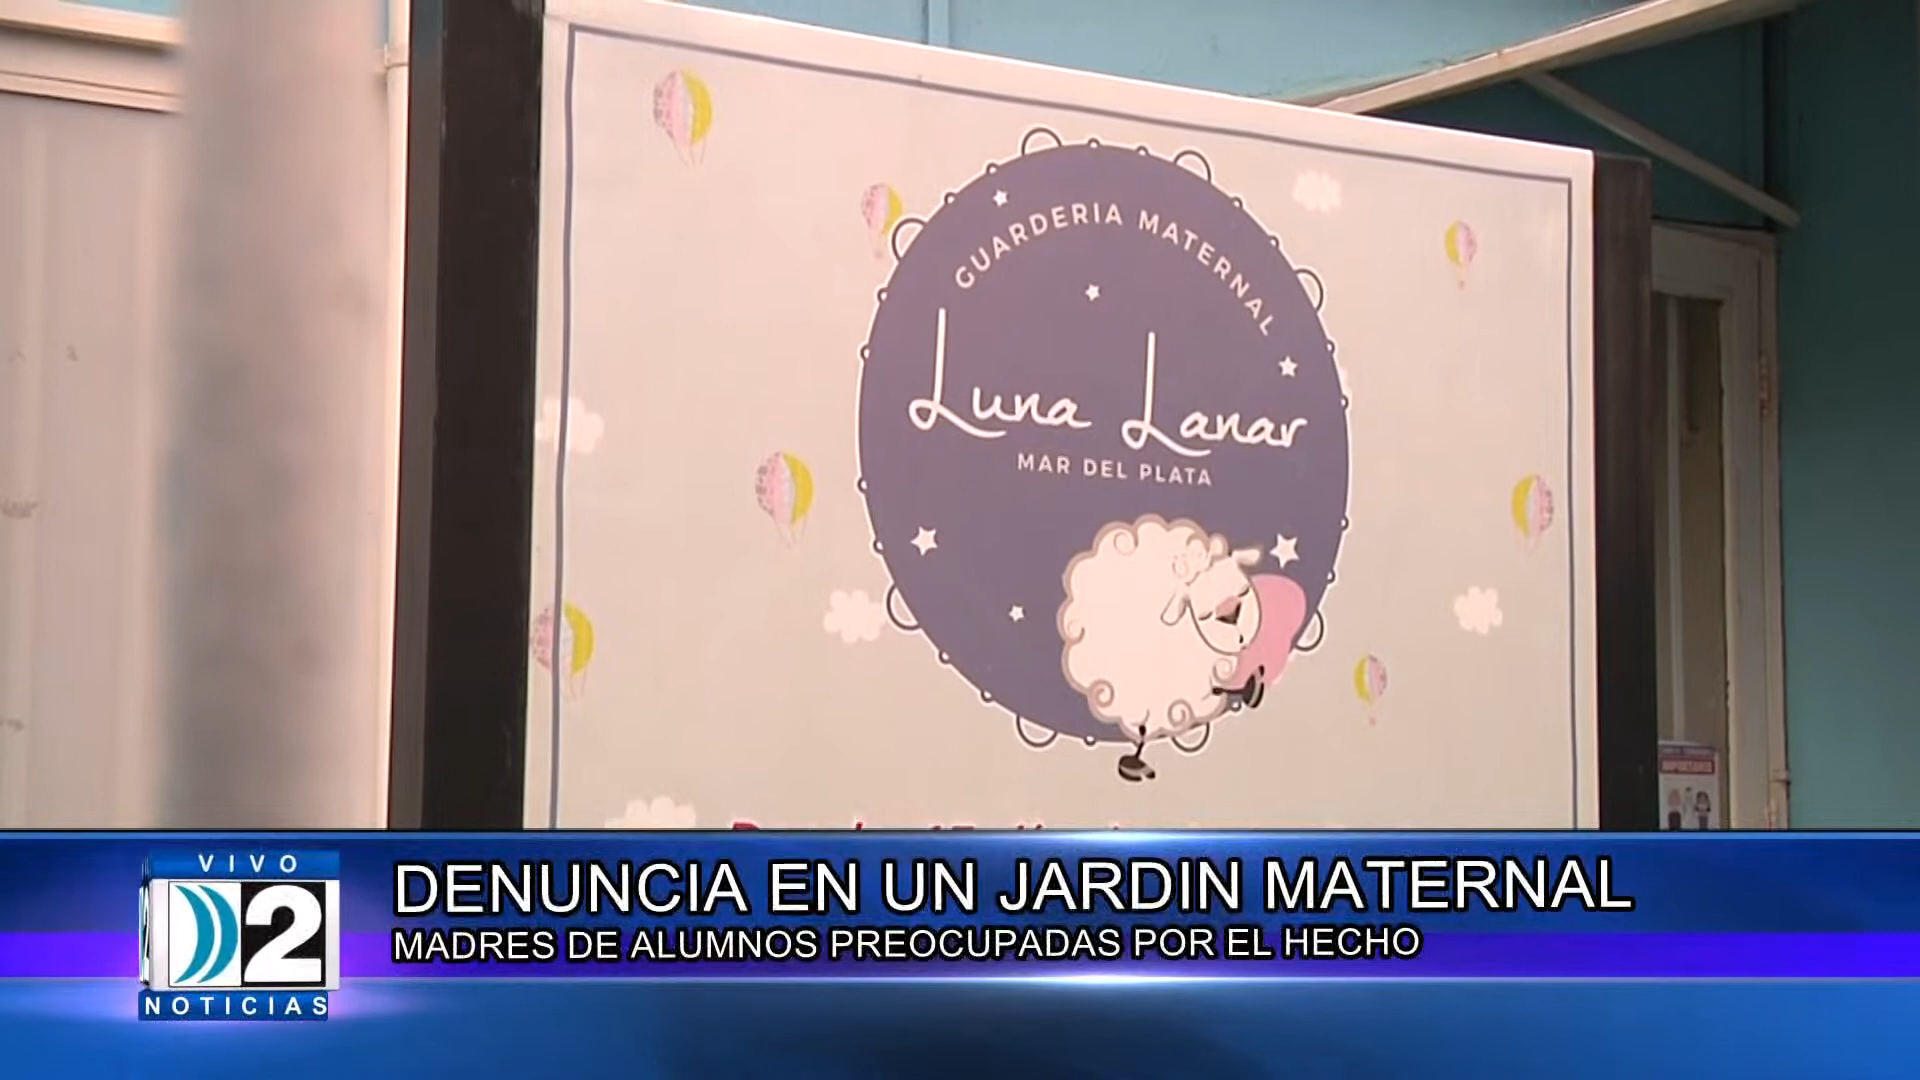 GUARDERIA MATERNAL
Luna Lanar
MAR DEL PLATA
IMPORTANTE
VIVO
2
NOTICIAS
DENUNCIA EN UN JARDIN MATERNAL
MADRES DE ALUMNOS PREOCUPADAS POR EL HECHO